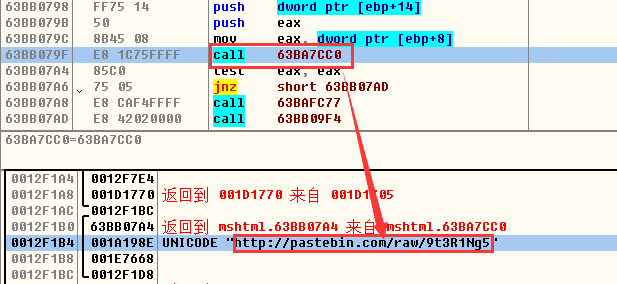 63BB0798 FF75 14 push dword ptr [ebp+14]
63BB079B 50 push eax
63BB079C 8B45 08 mov eax, dword ptr [ebp+8]
63BB079F E8 1C75FFFF call 63BA7CC0
63BB07A4 85C0 test eax, eax
63BB07A6 75 05 jnz short 63BB07AD
63BB07A8 E8 CAF4FFFF call 63BAFC77
63BB07AD E8 42020000 call 63BB09F4
63BA7CC0=63BA7CC0
0012F1A4 0012F7E4
0012F1A8 001D1770 返回到 001D1770 来自 001D1705
0012F1AC 0012F1BC
0012F1B0 63BB07A4 返回到 mshtml.63BB07A4 来自 mshtml.63BA7CC0
0012F1B4 001A198E UNICODE "http://pastebin.com/raw/9t3R1Ng5"
0012F1B8 001E7668
0012F1BC 0012F1D8